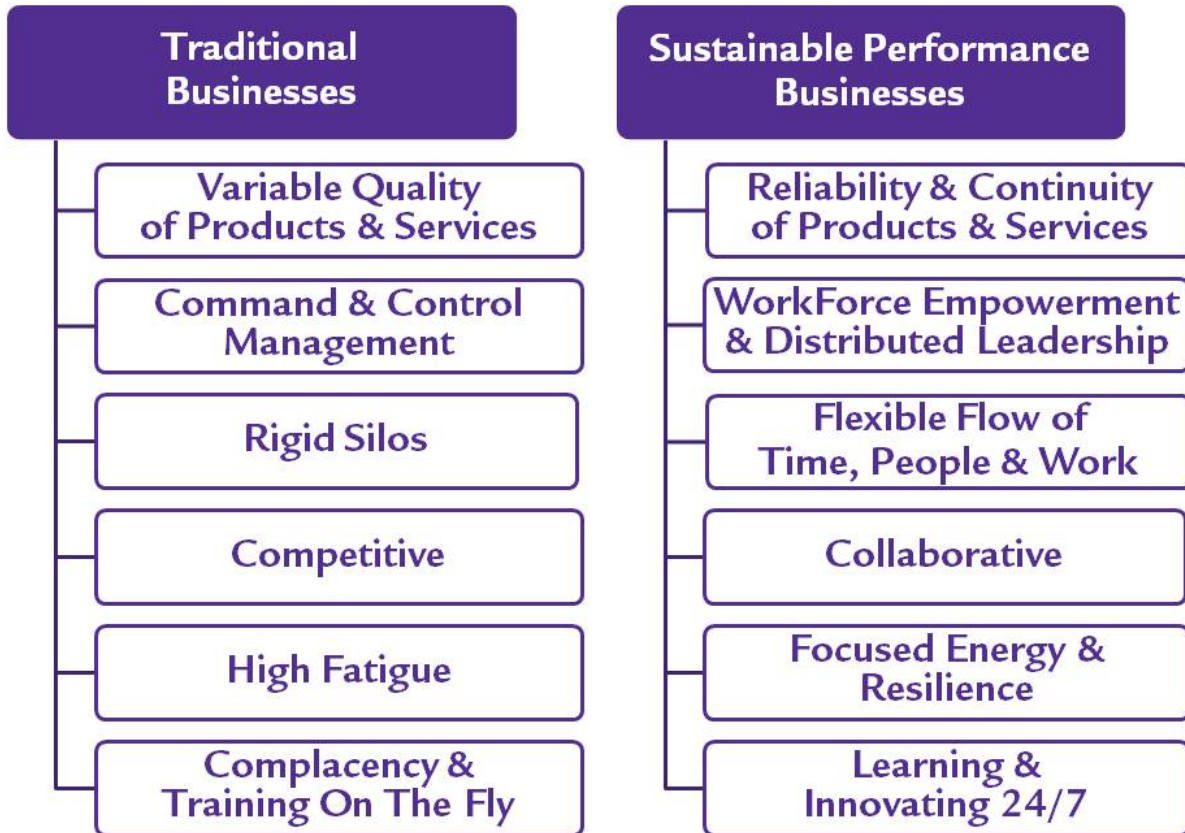 Traditional
Businesses
Variable Quality
of Products & Services
Command & Control
Management
Rigid Silos
Competitive
High Fatigue
Complacency &
Training On The Fly
Sustainable Performance
Businesses
Reliability & Continuity
of Products & Services
WorkForce Empowerment
& Distributed Leadership
Flexible Flow of
Time, People & Work
Collaborative
Focused Energy &
Resilience
Learning &
Innovating 24/7